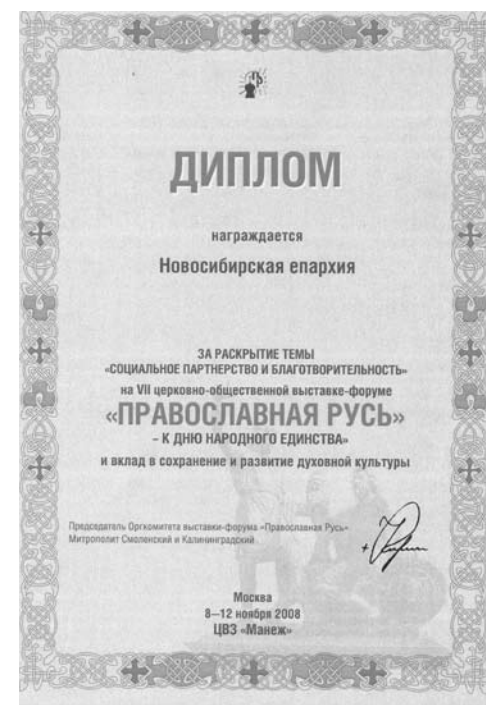 ДИПЛОМ
награждается
Новосибирская епархия
ЗА РАСКРЫТИЕ ТЕМЫ
«СОЦИАЛЬНОЕ ПАРТНЕРСТВО И БЛАГОТВОРИТЕЛЬНОСТЬ»
на VII церковно-общественной выставке-форуме
«ПРАВОСЛАВНАЯ РУСЬ»
– К ДНЮ НАРОДНОГО ЕДИНСТВА»
и вклад в сохранение и развитие духовной культуры
Председатель Оргкомитета выставки-форума «Православная Русь»
Митрополит Смоленский и Калининградский
Москва
8—12 ноября 2008
ЦВЗ «Манеж»